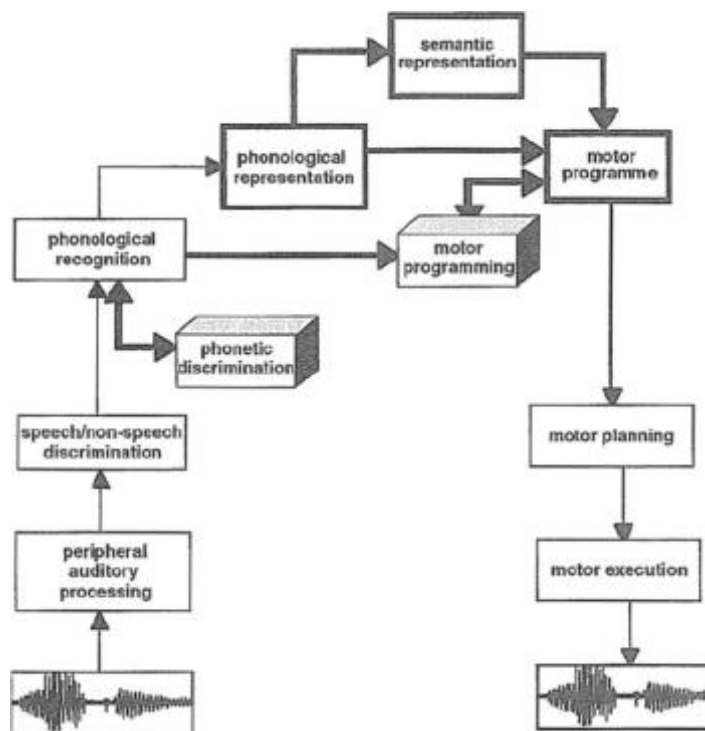 semantic
representation
phonological
representation
motor
programme
phonological
recognition
motor
programming
phonetic
discrimination
speech/non-speech
discrimination
motor planning
peripheral
auditory
processing
motor execution